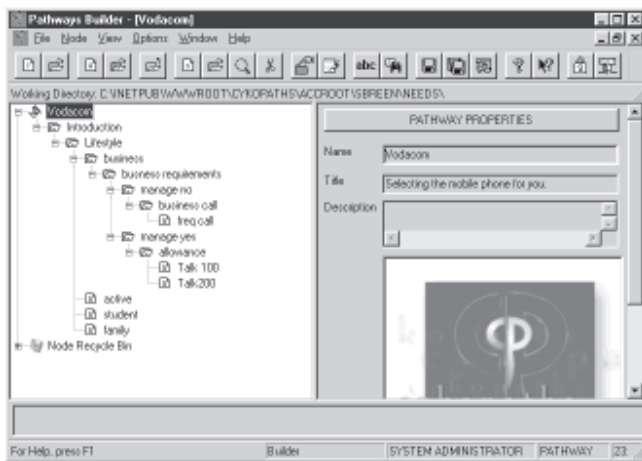 Pathways Builder - [Vodacom]
File Node View Options Window Help
abc
Working Directory: C:\INETPUB\WWWROOT\CYKOPATHS\ACCROOT\SBREEN\NEEDS\
Vodacom
Introduction
Lifestyle
business
business requirements
manage no
business call
freq call
manage yes
allowance
Talk 100
Talk200
active
student
family
Node Recycle Bin
PATHWAY PROPERTIES
Name Vodacom
Title Selecting the mobile phone for you.
Description
For Help, press F1 Builder SYSTEM ADMINISTRATOR PATHWAY 23: